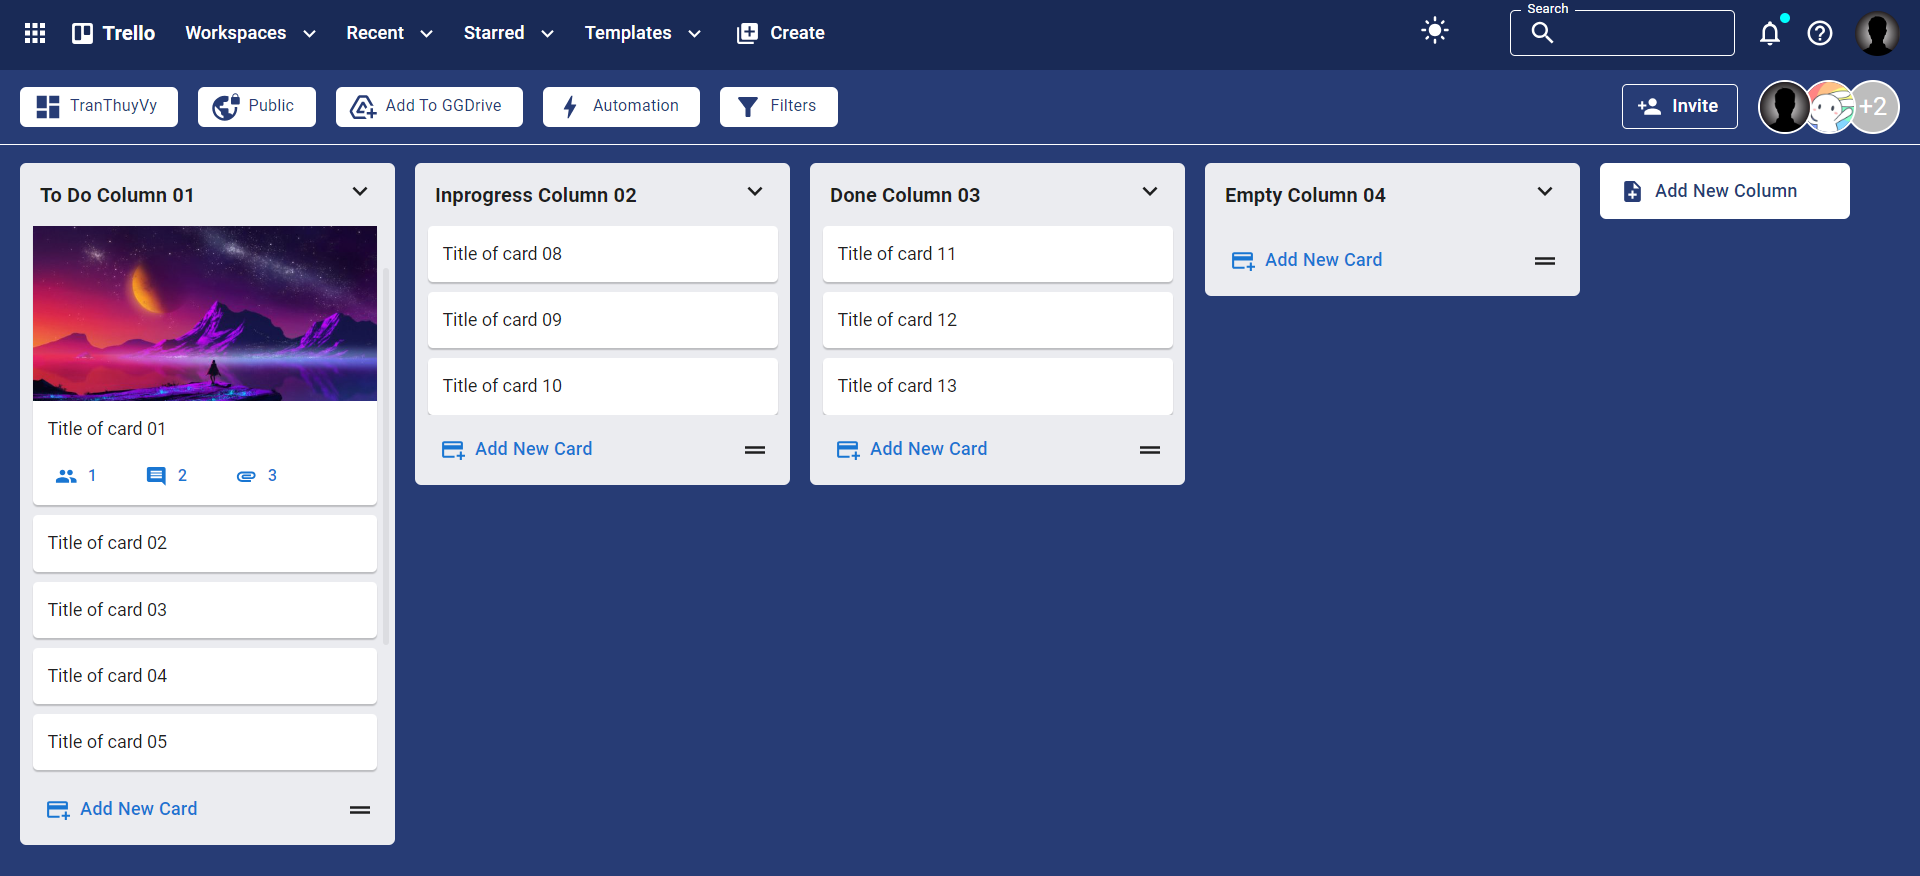 Trello
Workspaces
Recent
Starred
Templates
Create
Search
TranThuyVy
Public
Add To GGDrive
Automation
Filters
Invite
+2
To Do Column 01
Title of card 01
1
2
3
Title of card 02
Title of card 03
Title of card 04
Title of card 05
Add New Card
Inprogress Column 02
Title of card 08
Title of card 09
Title of card 10
Add New Card
Done Column 03
Title of card 11
Title of card 12
Title of card 13
Add New Card
Empty Column 04
Add New Card
Add New Column